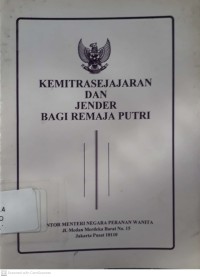 KEMITRASEJAJARAN
DAN
JENDER
BAGI REMAJA PUTRI
KANTOR MENTERI NEGARA PERANAN WANITA
Jl. Medan Merdeka Barat No. 15
Jakarta Pusat 10110